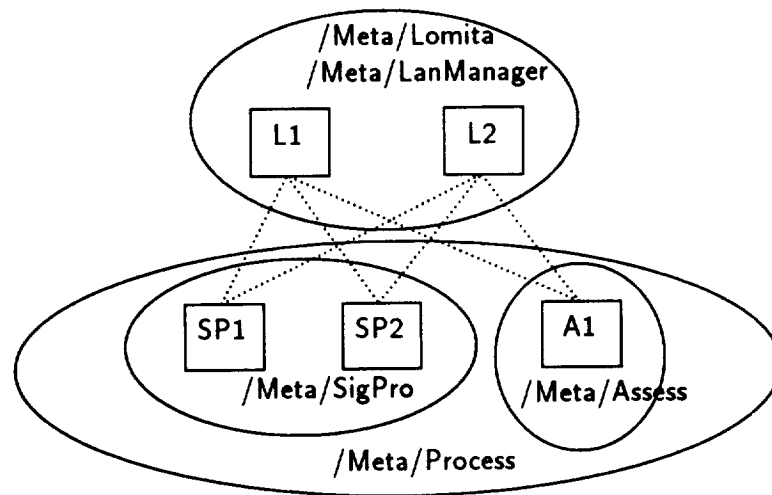 /Meta/Lomita
/Meta/LanManager
L1 L2
SP1 SP2 A1
/Meta/SigPro /Meta/Assess
/Meta/Process